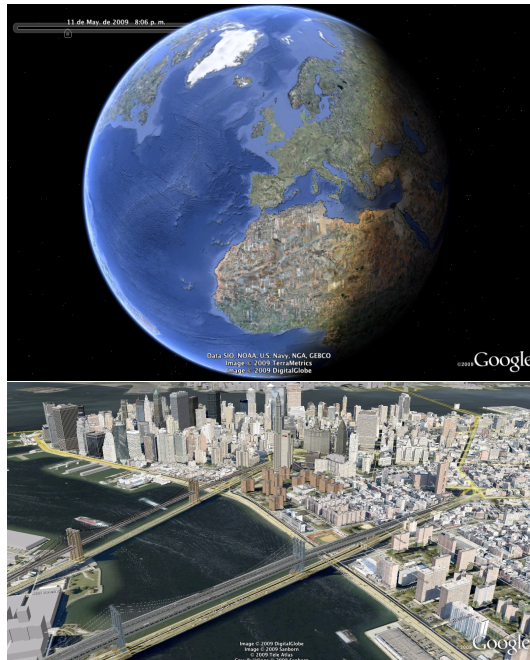 11 de May. de 2009   8:06 p. m.
Data SIO, NOAA, U.S. Navy, NGA, GEBCO
Image © 2009 TerraMetrics
Image © 2009 DigitalGlobe
©2009 Google
Image © 2009 DigitalGlobe
Image © 2009 Sanborn
© 2009 Tele Atlas
Google